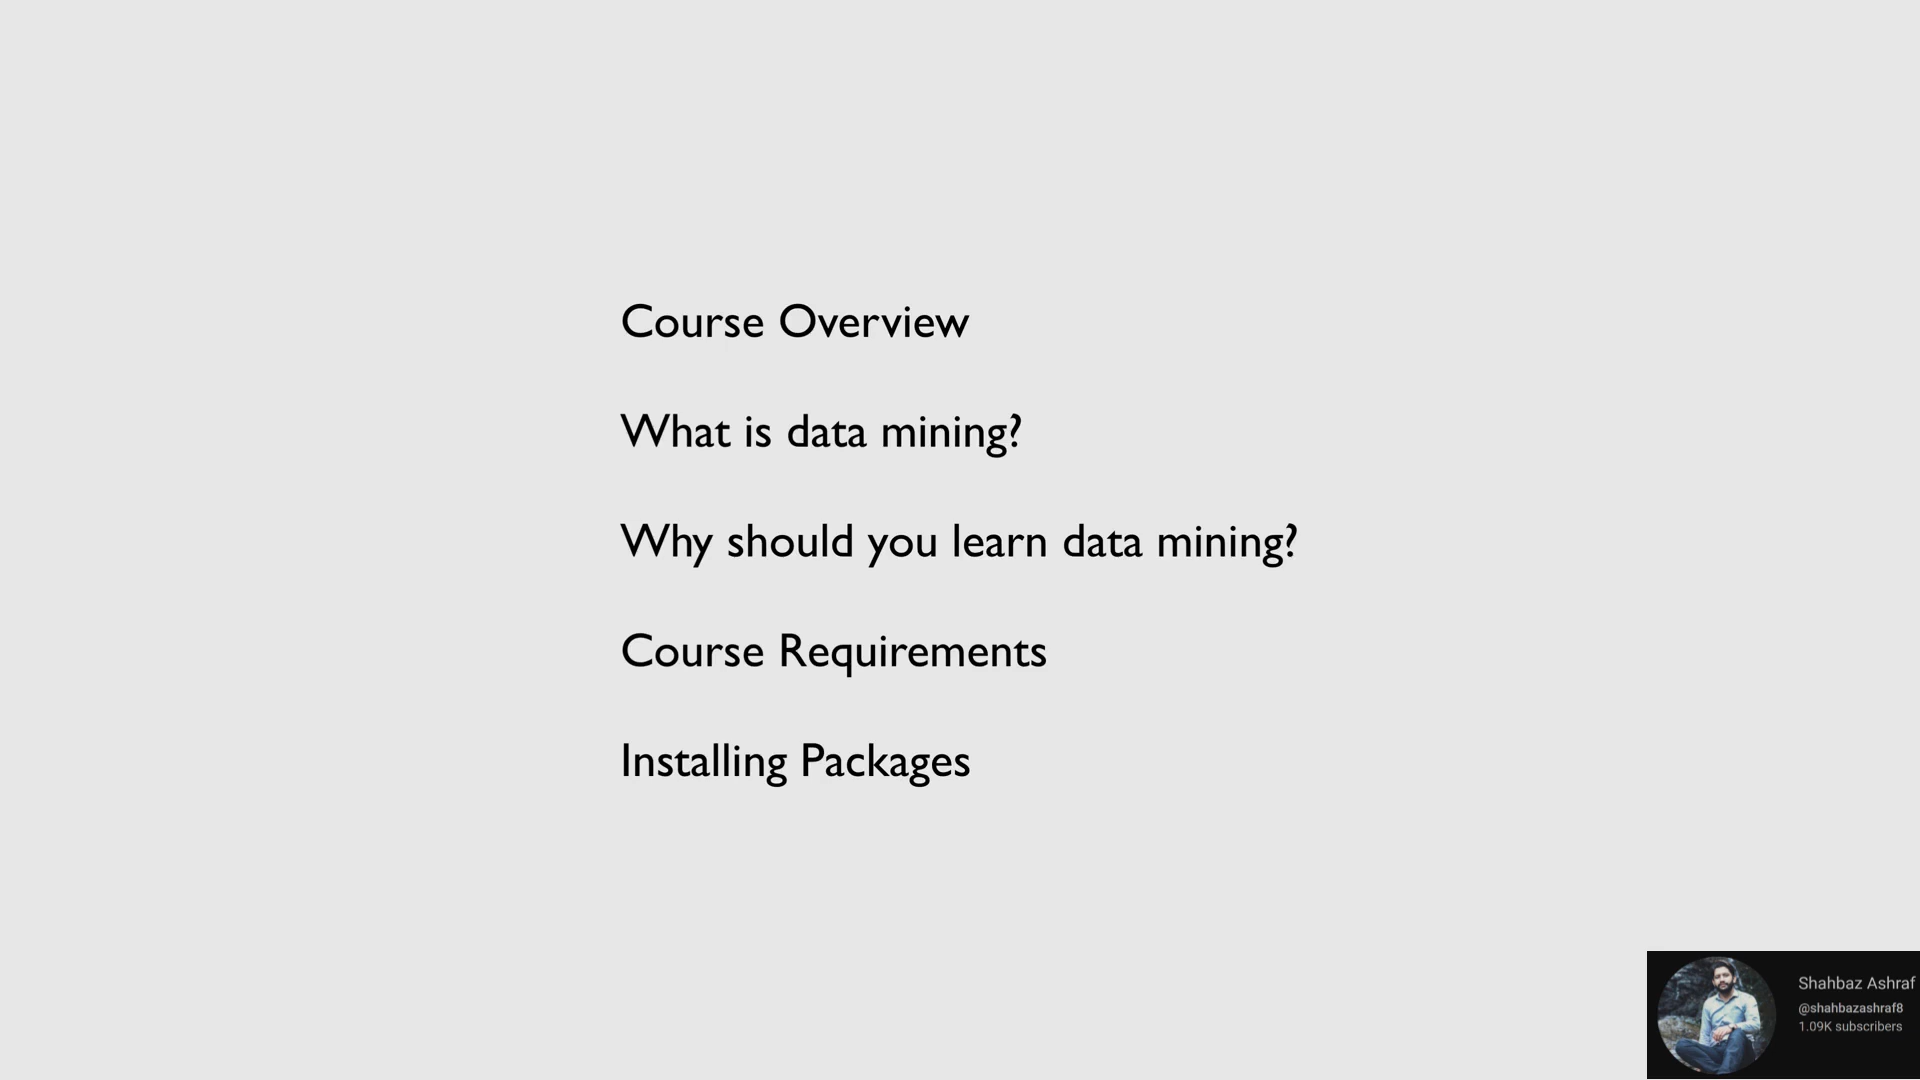 Course Overview
What is data mining?
Why should you learn data mining?
Course Requirements
Installing Packages
Shahbaz Ashraf
@shahbazashraf8
1.09K subscribers